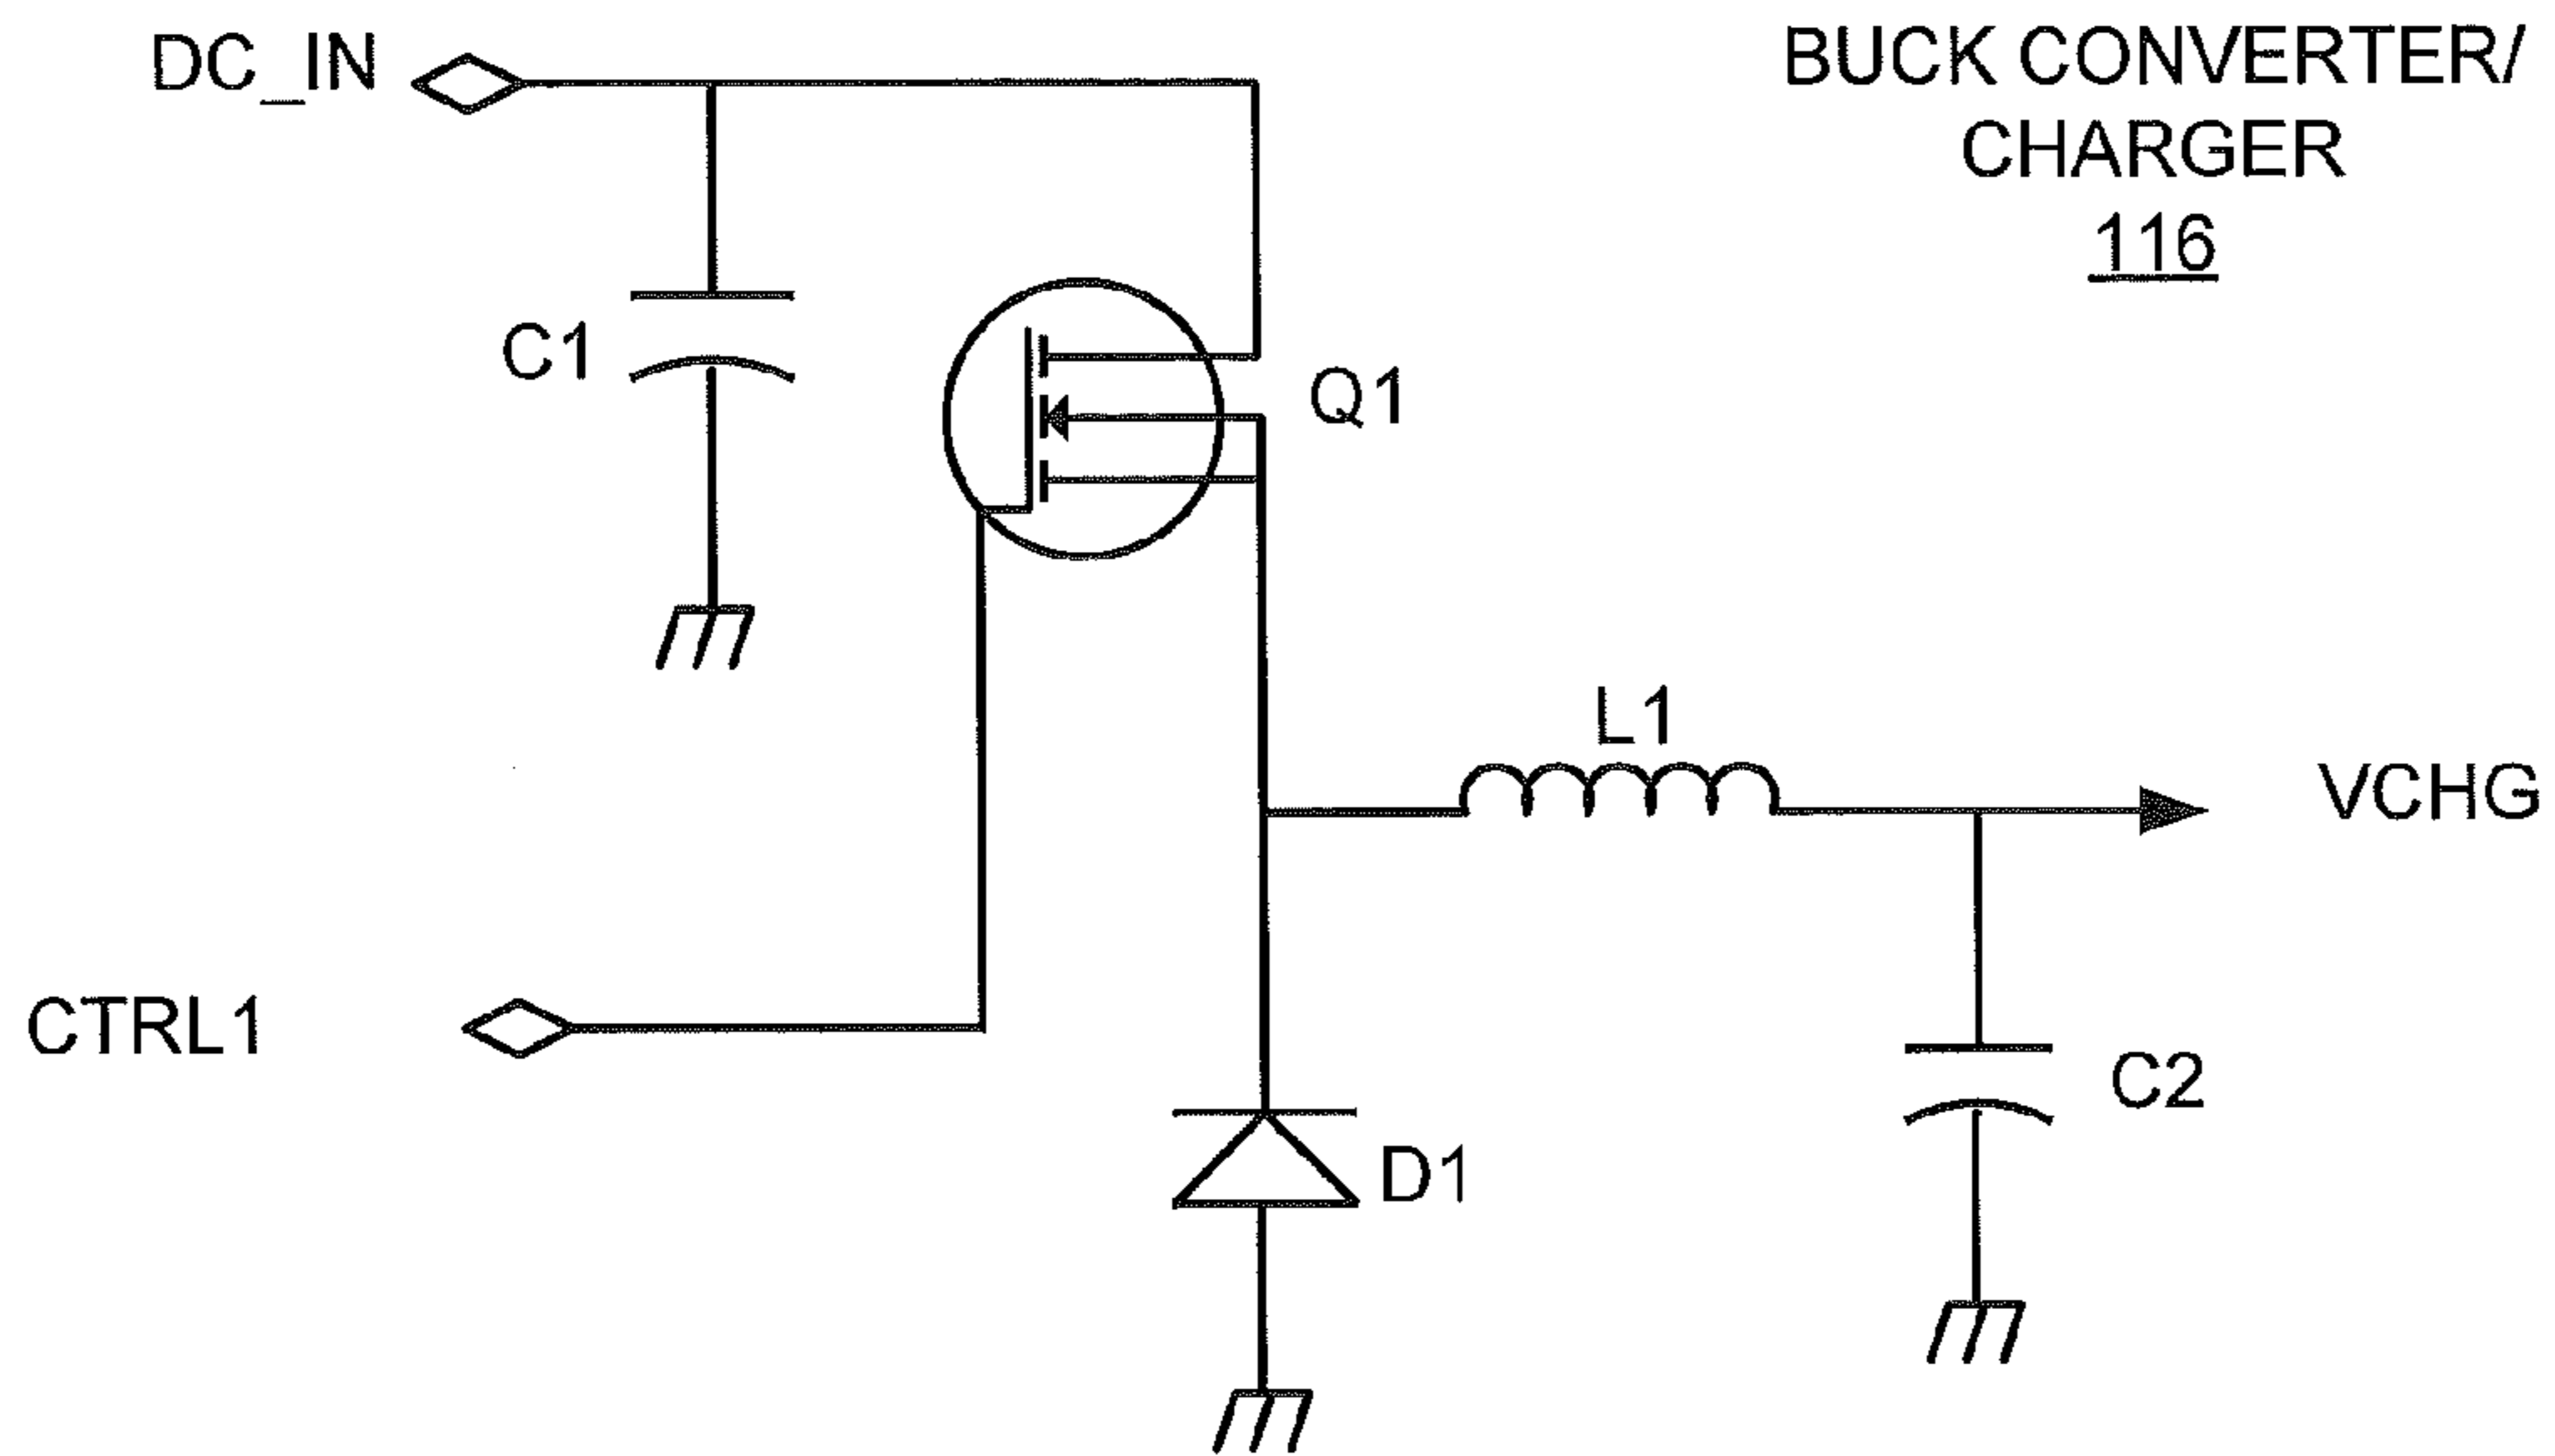 DC_IN
BUCK CONVERTER/
CHARGER
116
C1
Q1
L1
VCHG
CTRL1
C2
D1